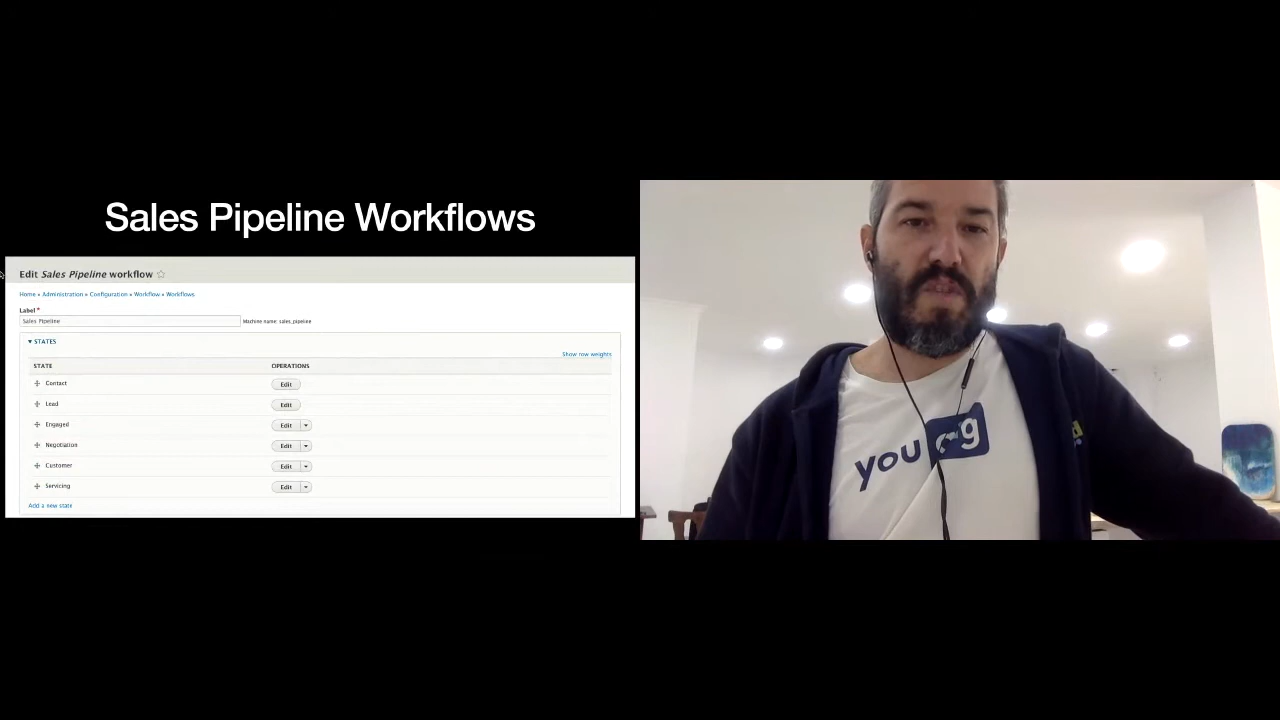 Sales Pipeline Workflows
Edit Sales Pipeline workflow
Home » Administration » Configuration » Workflow » Workflows
Label *
Sales Pipeline Machine name: sales_pipeline
▾ STATES
Show row weights
STATE OPERATIONS
Contact Edit
Lead Edit
Engaged Edit
Negotiation Edit
Customer Edit
Servicing Edit
Add a new state
you